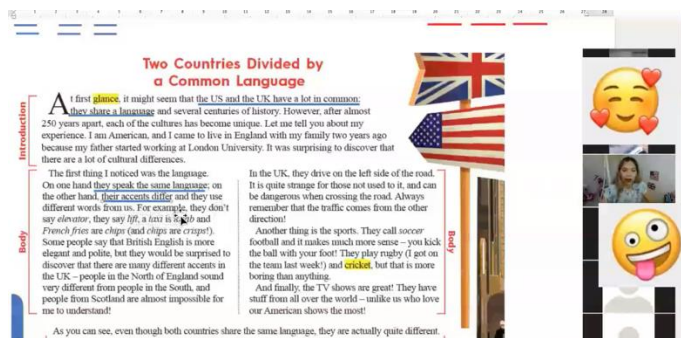 Two Countries Divided by
a Common Language
Introduction
At first glance, it might seem that the US and the UK have a lot in common:
they share a language and several centuries of history. However, after almost
250 years apart, each of the cultures has become unique. Let me tell you about my
experience. I am American, and I came to live in England with my family two years ago
because my father started working at London University. It was surprising to discover that
there are a lot of cultural differences.
Body
The first thing I noticed was the language.
On one hand they speak the same language; on
the other hand, their accents differ and they use
different words from us. For example, they don't
say elevator, they say lift, a taxi is and
French fries are chips (and chips are crisps!).
Some people say that British English is more
elegant and polite, but they would be surprised to
discover that there are many different accents in
the UK – people in the North of England sound
very different from people in the South, and
people from Scotland are almost impossible for
me to understand!
In the UK, they drive on the left side of the road.
It is quite strange for those not used to it, and can
be dangerous when crossing the road. Always
remember that the traffic comes from the other
direction!
Another thing is the sports. They call soccer
football and it makes much more sense – you kick
the ball with your foot! They play rugby (I got on
the team last week!) and cricket, but that is more
boring than anything.
And finally, the TV shows are great! They have
stuff from all over the world – unlike us who love
our American shows the most!
Body
As you can see, even though both countries share the same language, they are actually quite different.